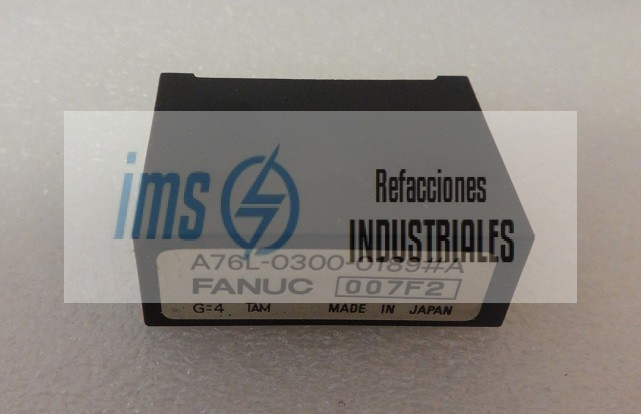 ims
Refacciones
INDUSTRIALES
A76L-0300-0189#A
FANUC 007F2
G=4 TAM MADE IN JAPAN